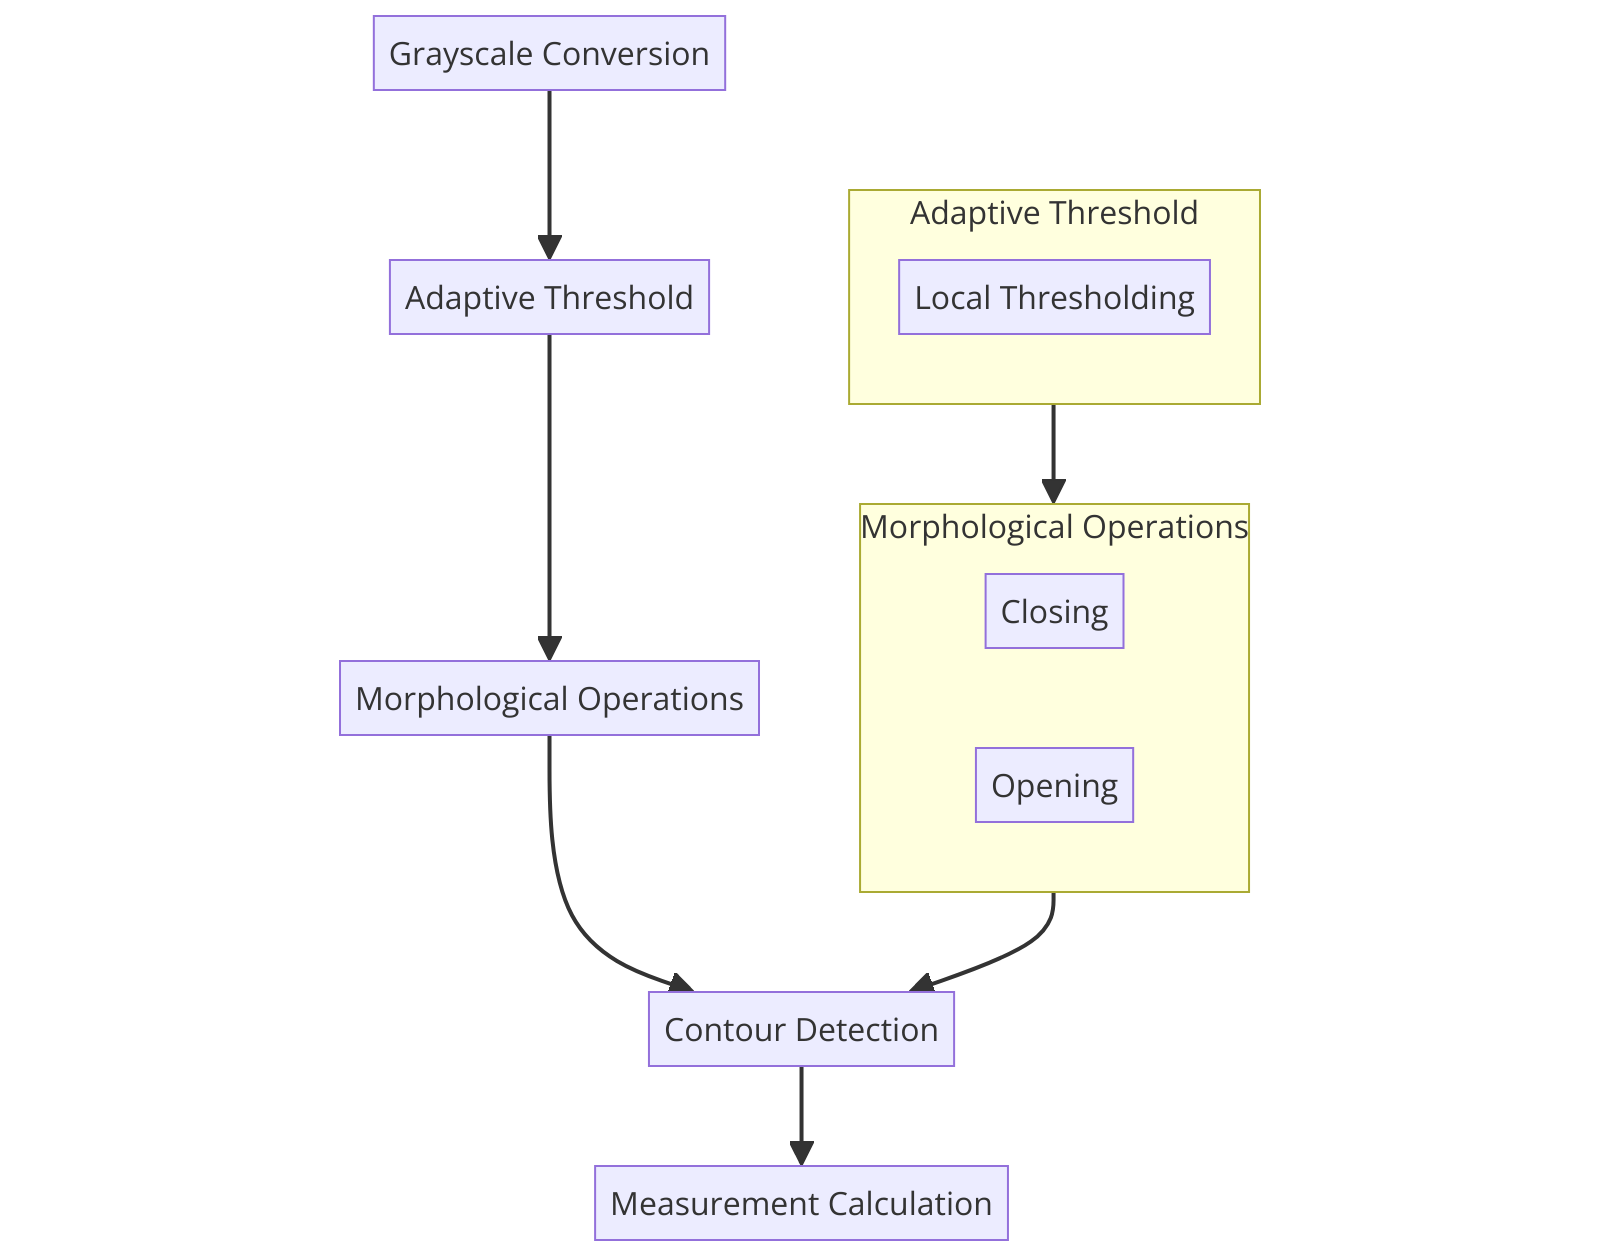 Grayscale Conversion
Adaptive Threshold
Adaptive Threshold
Local Thresholding
Morphological Operations
Closing
Morphological Operations
Opening
Contour Detection
Measurement Calculation